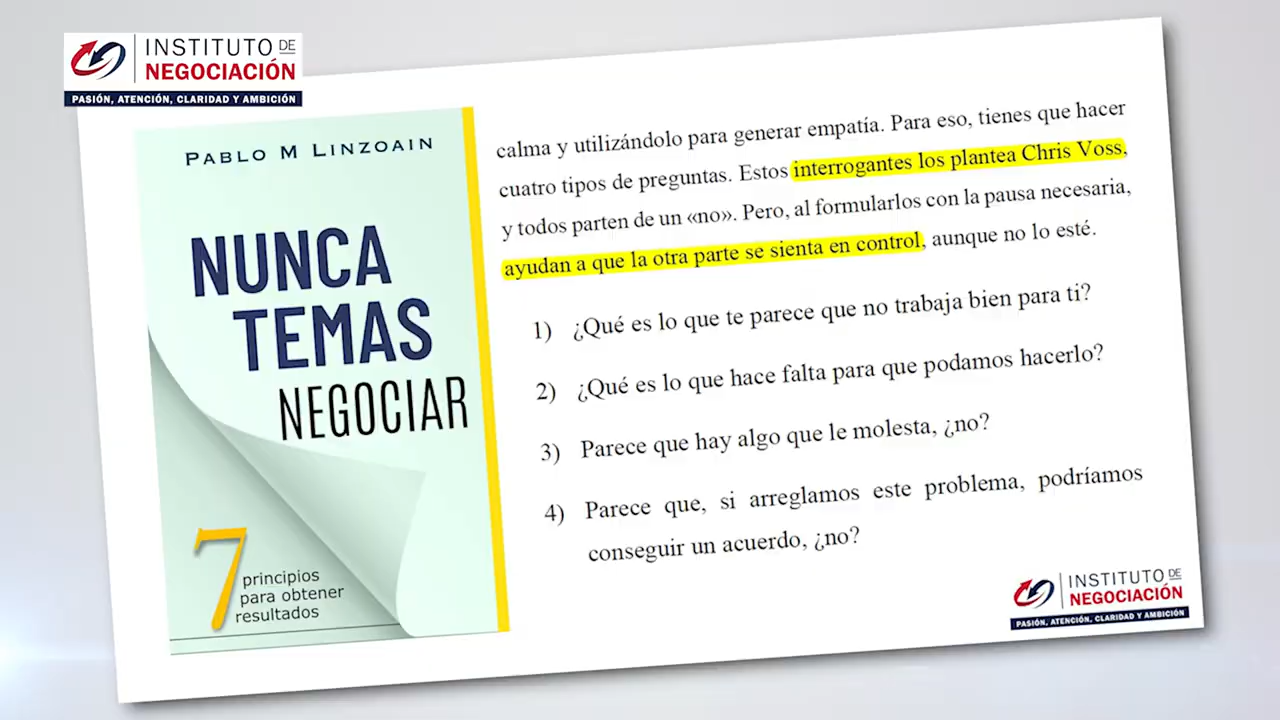 INSTITUTO DE
NEGOCIACIÓN
PASIÓN, ATENCIÓN, CLARIDAD Y AMBICIÓN
PABLO M LINZOAIN
NUNCA
TEMAS
NEGOCIAR
7
principios
para obtener
resultados
calma y utilizándolo para generar empatía. Para eso, tienes que hacer
cuatro tipos de preguntas. Estos interrogantes los plantea Chris Voss,
y todos parten de un «no». Pero, al formularlos con la pausa necesaria,
ayudan a que la otra parte se sienta en control, aunque no lo esté.
1) ¿Qué es lo que te parece que no trabaja bien para ti?
2) ¿Qué es lo que hace falta para que podamos hacerlo?
3) Parece que hay algo que le molesta, ¿no?
4) Parece que, si arreglamos este problema, podríamos
conseguir un acuerdo, ¿no?
INSTITUTO DE
NEGOCIACIÓN
PASIÓN, ATENCIÓN, CLARIDAD Y AMBICIÓN